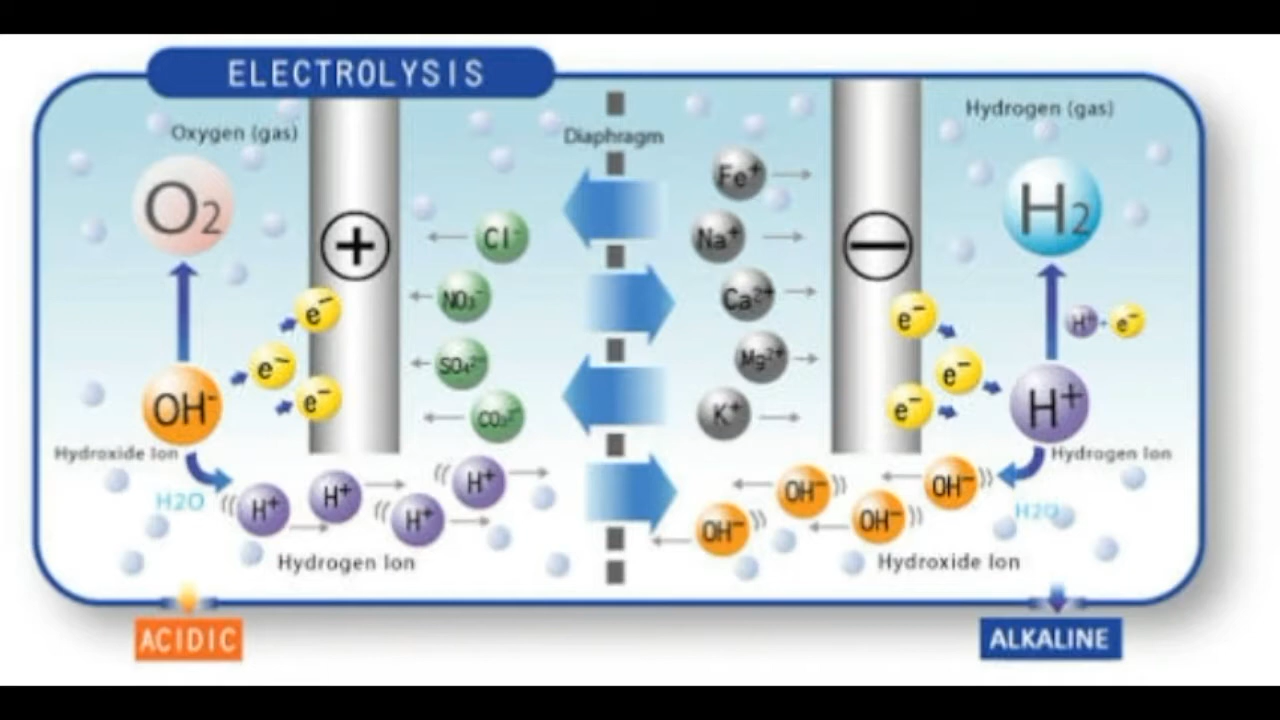 ELECTROLYSIS
Oxygen (gas)
Diaphragm
Hydrogen (gas)
O2
+
Cl⁻
NO3⁻
SO4²⁻
CO3²⁻
Fe⁺
Na⁺
Ca²⁺
Mg²⁺
K⁺
−
H2
e⁻
e⁻
e⁻
e⁻
e⁻
e⁻
H⁺ + e⁻
OH⁻
H⁺
Hydroxide Ion
Hydrogen Ion
H2O
H⁺
H⁺
H⁺
H⁺
OH⁻
OH⁻
OH⁻
OH⁻
H2O
Hydrogen Ion
Hydroxide Ion
ACIDIC
ALKALINE